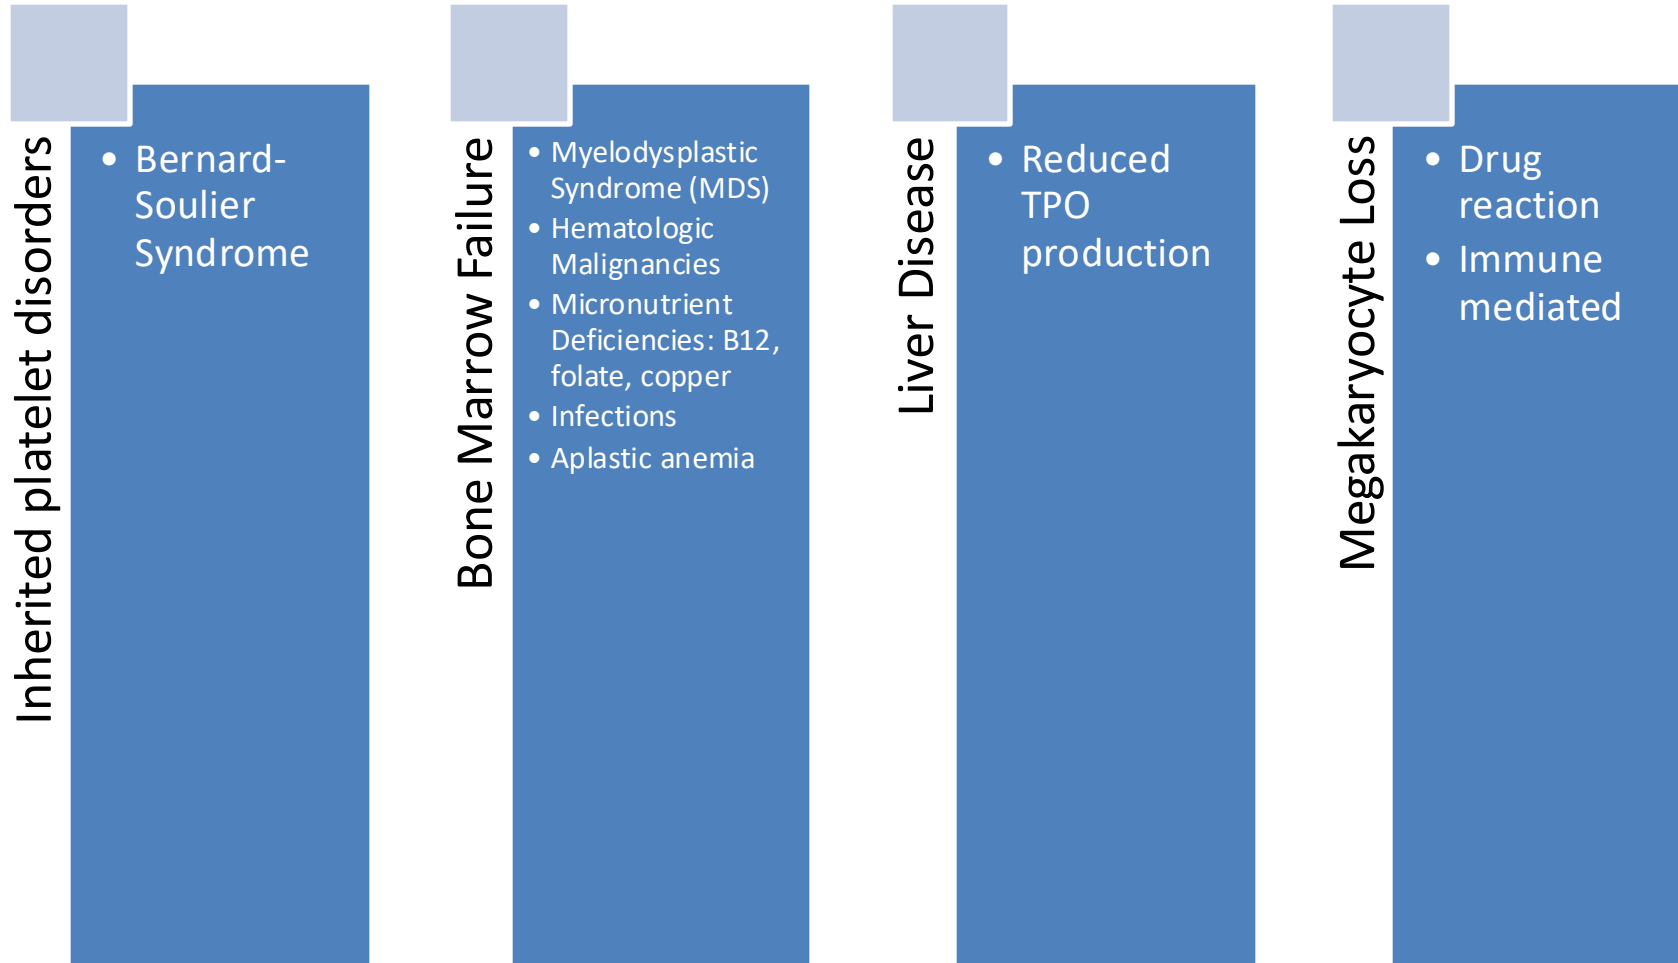 Inherited platelet disorders
• Bernard-
Soulier
Syndrome
Bone Marrow Failure
• Myelodysplastic
Syndrome (MDS)
• Hematologic
Malignancies
• Micronutrient
Deficiencies: B12,
folate, copper
• Infections
• Aplastic anemia
Liver Disease
• Reduced
TPO
production
Megakaryocyte Loss
• Drug
reaction
• Immune
mediated